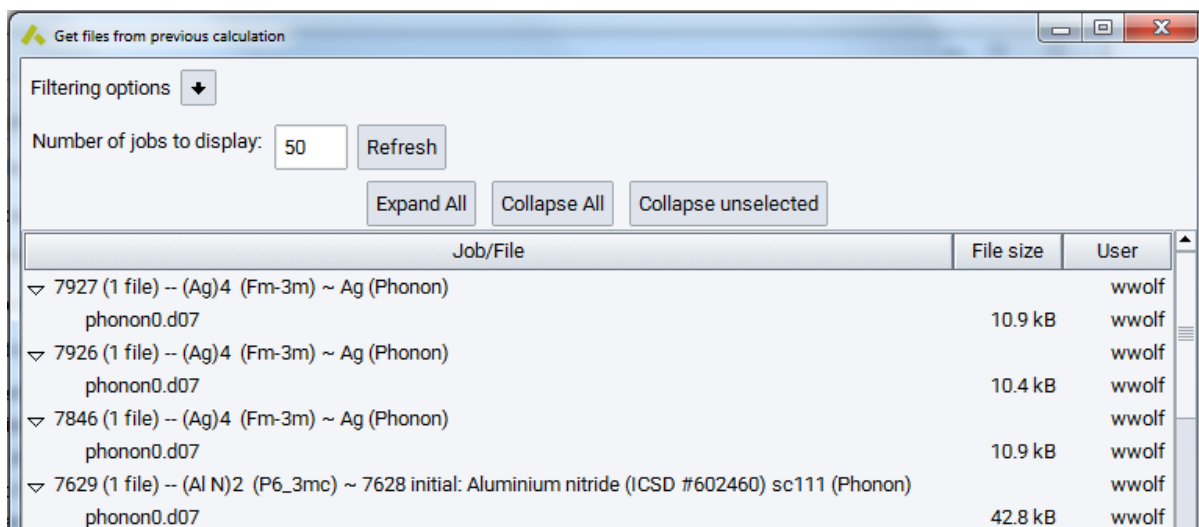 Get files from previous calculation
Filtering options
Number of jobs to display: 50 Refresh
Expand All Collapse All Collapse unselected
Job/File File size User
7927 (1 file) -- (Ag)4 (Fm-3m) ~ Ag (Phonon) wwolf
phonon0.d07 10.9 kB wwolf
7926 (1 file) -- (Ag)4 (Fm-3m) ~ Ag (Phonon) wwolf
phonon0.d07 10.4 kB wwolf
7846 (1 file) -- (Ag)4 (Fm-3m) ~ Ag (Phonon) wwolf
phonon0.d07 10.9 kB wwolf
7629 (1 file) -- (Al N)2 (P6_3mc) ~ 7628 initial: Aluminium nitride (ICSD #602460) sc111 (Phonon) wwolf
phonon0.d07 42.8 kB wwolf